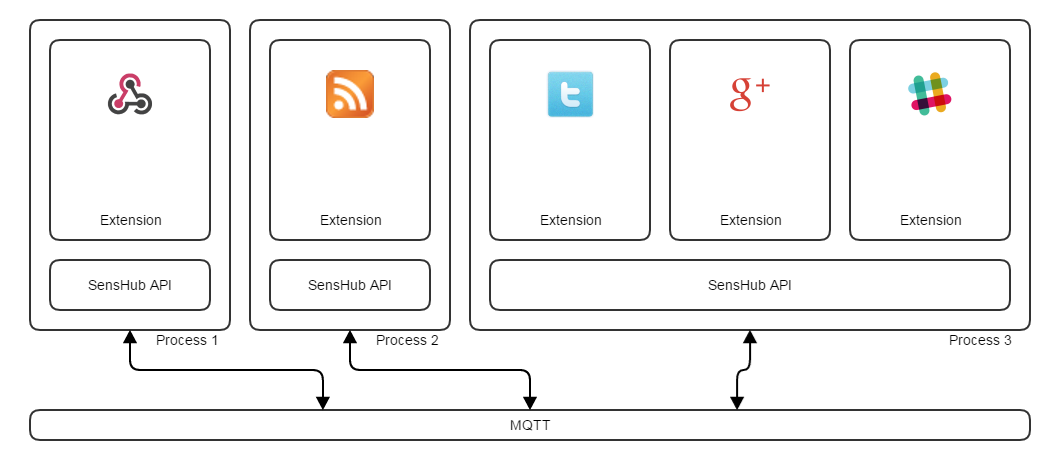 g+
Extension
Extension
Extension
Extension
Extension
SensHub API
SensHub API
SensHub API
Process 1
Process 2
Process 3
MQTT